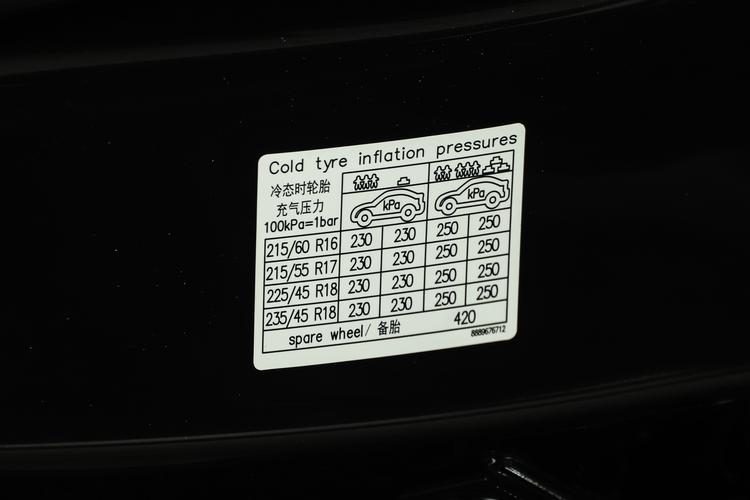 Cold tyre inflation pressures
冷态时轮胎
充气压力
100kPa=1bar
kPa kPa
215/60 R16 230 230 250 250
215/55 R17 230 230 250 250
225/45 R18 230 230 250 250
235/45 R18 230 230 250 250
spare wheel/ 备胎 420
8889676712